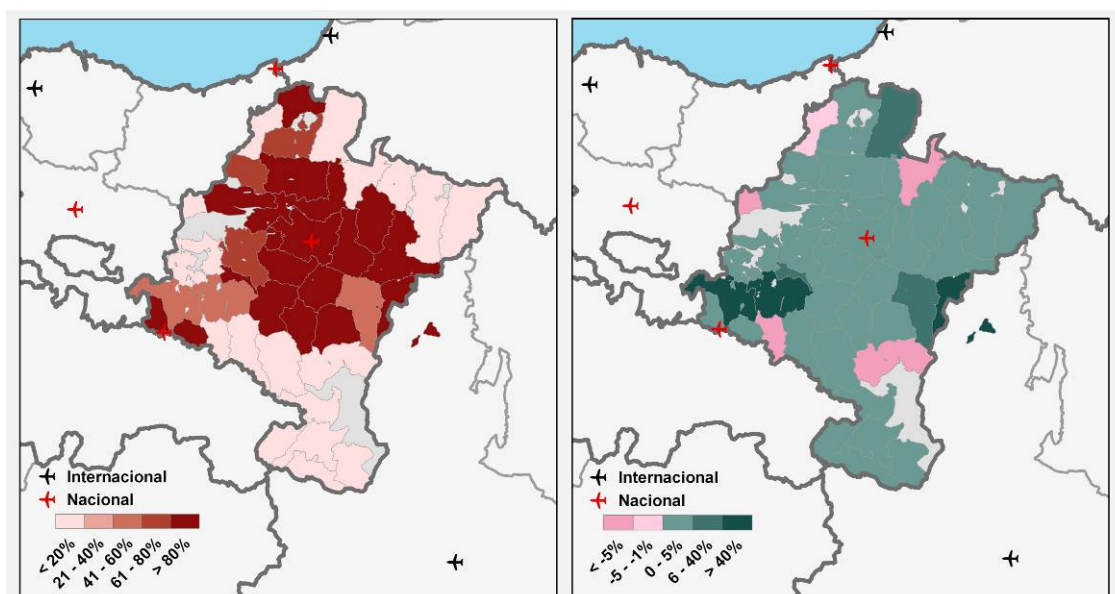 Internacional
Nacional
< 20%
21 - 40%
41 - 60%
61 - 80%
> 80%
Internacional
Nacional
< -5%
-5 - -1%
0 - 5%
6 - 40%
> 40%